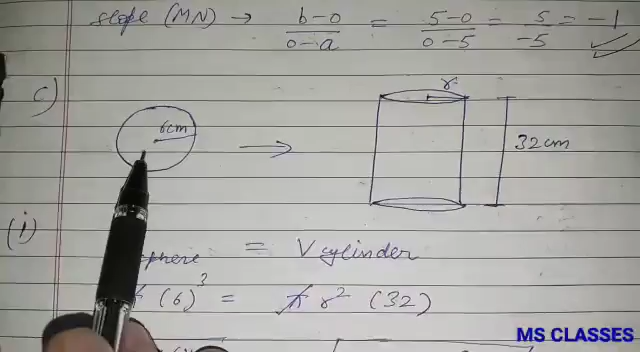 slope (MN) → b-0/0-a = 5-0/0-5 = 5/-5 = -1
c)
6cm → r
32cm
(i)
sphere = V cylinder
(6)³ = π r² (32)
MS CLASSES